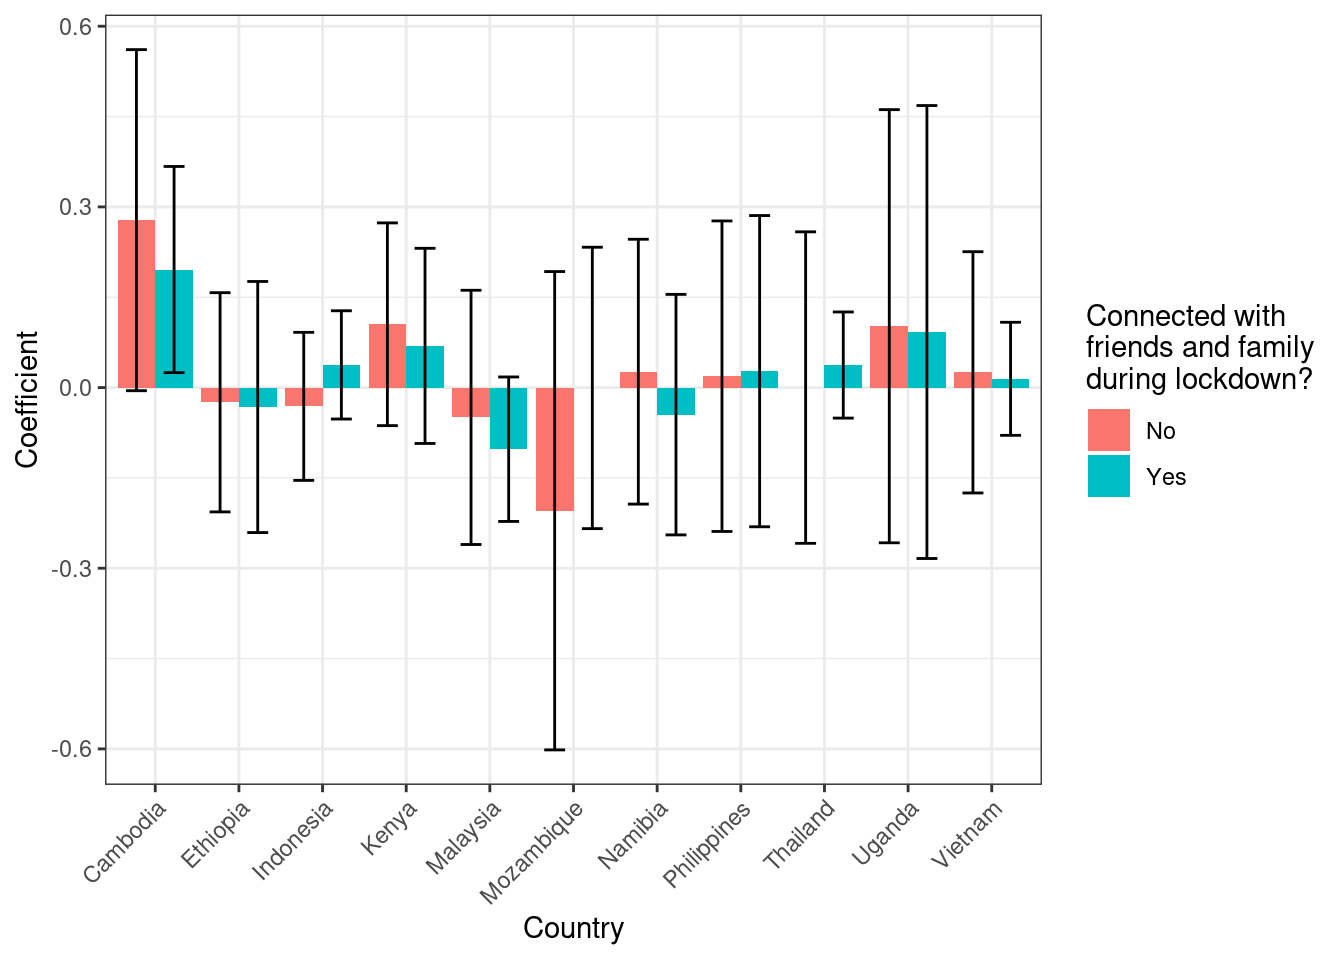 0.6
0.3
0.0
-0.3
-0.6
Coefficient
Cambodia
Ethiopia
Indonesia
Kenya
Malaysia
Mozambique
Namibia
Philippines
Thailand
Uganda
Vietnam
Country
Connected with
friends and family
during lockdown?
No
Yes